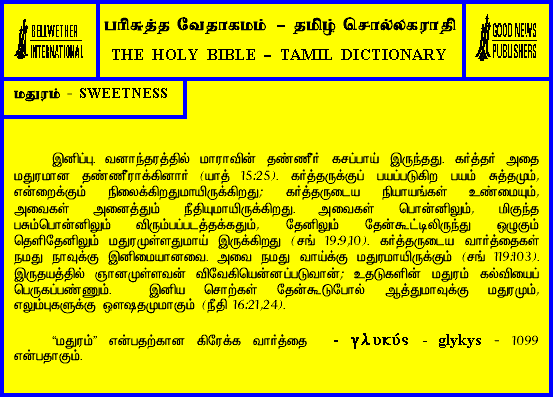 BELLWETHER
INTERNATIONAL
பரிசுத்த வேதாகமம் – தமிழ் சொல்லகராதி
THE HOLY BIBLE – TAMIL DICTIONARY
GOOD NEWS
PUBLISHERS
மதுரம் - SWEETNESS
இனிப்பு. வனாந்தரத்தில் மாராவின் தண்ணீர் கசப்பாய் இருந்தது. கர்த்தர் அதை
மதுரமான தண்ணீராக்கினார் (யாத் 15:25). கர்த்தருக்குப் பயப்படுகிற பயம் சுத்தமும்,
என்றைக்கும் நிலைக்கிறதுமாயிருக்கிறது; கர்த்தருடைய நியாயங்கள் உண்மையும்,
அவைகள் அனைத்தும் நீதியுமாயிருக்கிறது. அவைகள் பொன்னிலும், மிகுந்த
பசும்பொன்னிலும் விரும்பப்படத்தக்கதும், தேனிலும் தேன்கூட்டிலிருந்து ஒழுகும்
தெளிதேனிலும் மதுரமுள்ளதுமாய் இருக்கிறது (சங் 19:9,10). கர்த்தருடைய வார்த்தைகள்
நமது நாவுக்கு இனிமையானவை. அவை நமது வாய்க்கு மதுரமாயிருக்கும் (சங் 119:103).
இருதயத்தில் ஞானமுள்ளவன் விவேகியென்னப்படுவான்; உதடுகளின் மதுரம் கல்வியைப்
பெருகப்பண்ணும். இனிய சொற்கள் தேன்கூடுபோல் ஆத்துமாவுக்கு மதுரமும்,
எலும்புகளுக்கு ஔஷதமுமாகும் (நீதி 16:21,24).
“மதுரம்” என்பதற்கான கிரேக்க வார்த்தை - γλυκύς - glykys - 1099
என்பதாகும்.